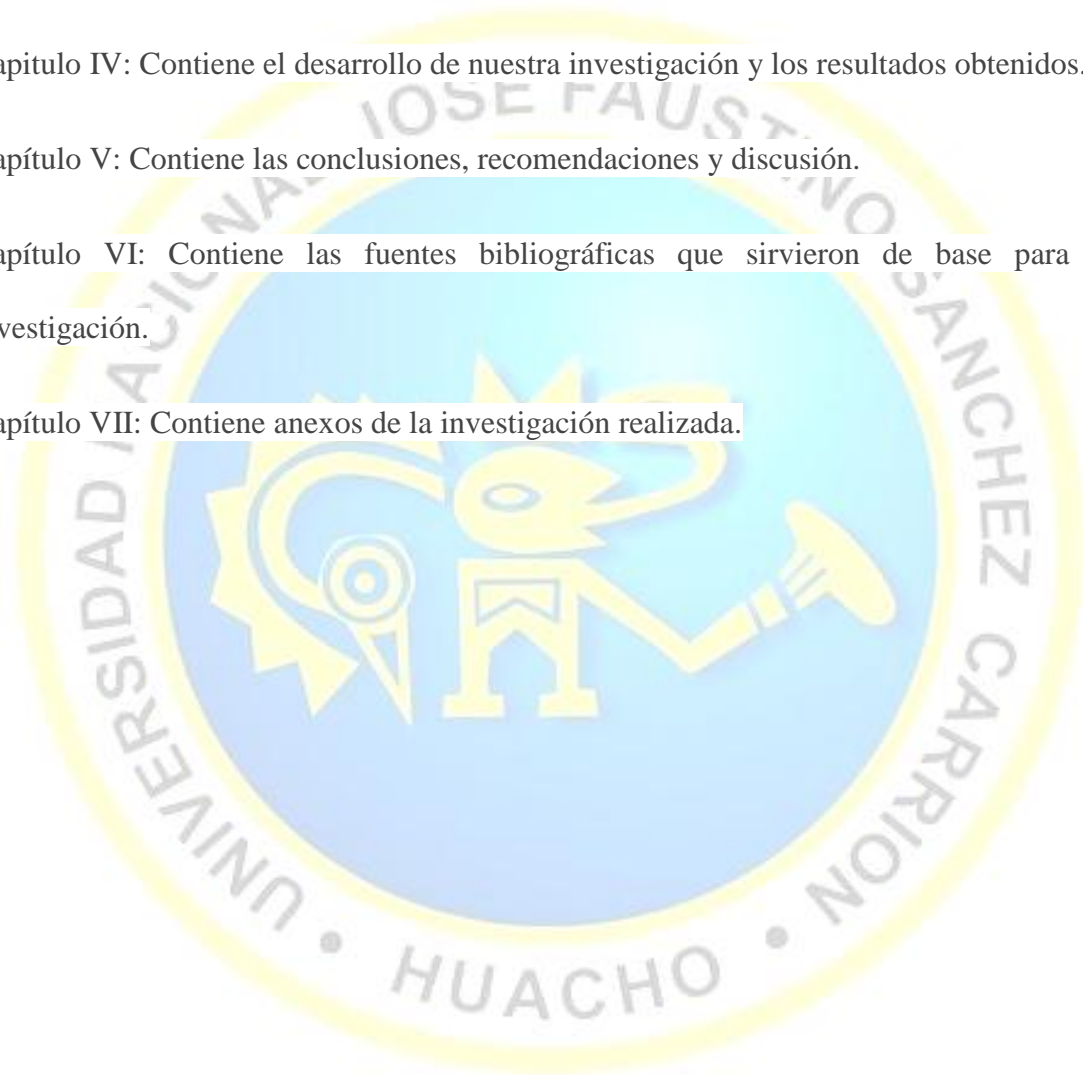 apitulo IV: Contiene el desarrollo de nuestra investigación y los resultados obtenidos.
apítulo V: Contiene las conclusiones, recomendaciones y discusión.
apítulo VI: Contiene las fuentes bibliográficas que sirvieron de base para
vestigación.
apítulo VII: Contiene anexos de la investigación realizada.
UNIVERSIDAD NACIONAL JOSE FAUSTINO SANCHEZ CARRION
• HUACHO •